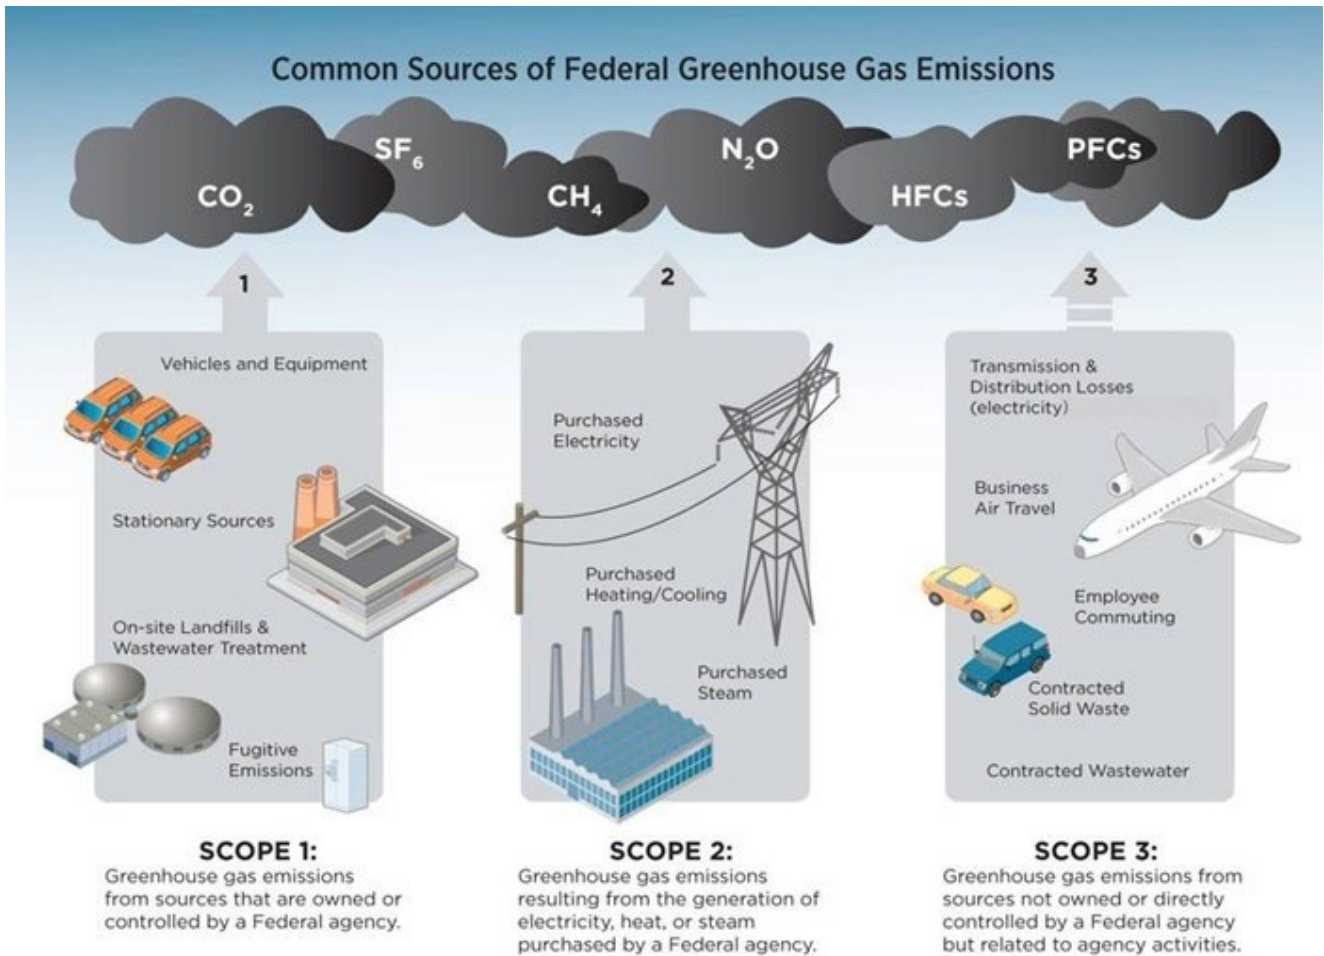 Common Sources of Federal Greenhouse Gas Emissions
CO₂
SF₆
CH₄
N₂O
HFCs
PFCs
1
2
3
Vehicles and Equipment
Stationary Sources
On-site Landfills &
Wastewater Treatment
Fugitive
Emissions
Purchased
Electricity
Purchased
Heating/Cooling
Purchased
Steam
Transmission &
Distribution Losses
(electricity)
Business
Air Travel
Employee
Commuting
Contracted
Solid Waste
Contracted Wastewater
SCOPE 1:
Greenhouse gas emissions
from sources that are owned or
controlled by a Federal agency.
SCOPE 2:
Greenhouse gas emissions
resulting from the generation of
electricity, heat, or steam
purchased by a Federal agency.
SCOPE 3:
Greenhouse gas emissions from
sources not owned or directly
controlled by a Federal agency
but related to agency activities.